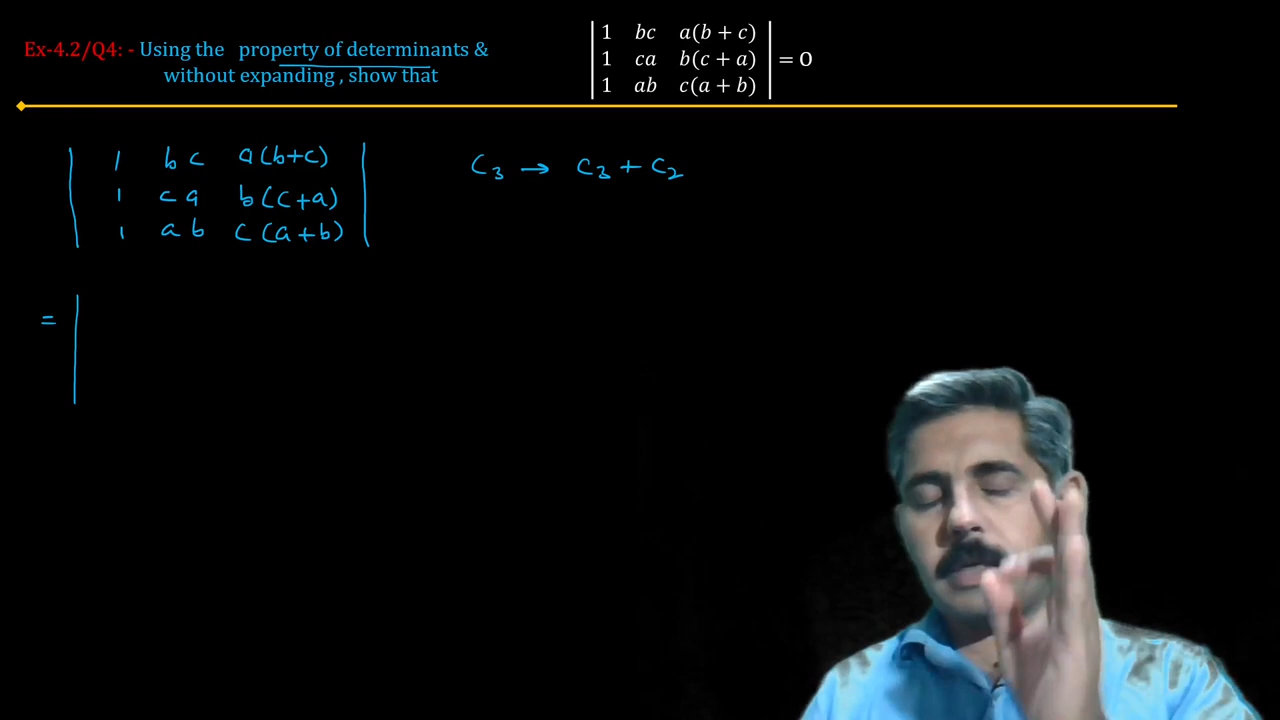 Ex-4.2/Q4: - Using the property of determinants &
without expanding , show that
| 1 bc a(b + c) |
| 1 ca b(c + a) | = 0
| 1 ab c(a + b) |
| 1 bc a(b+c) |
| 1 ca b(c+a) |
| 1 ab c(a+b) |
C₃ → C₃ + C₂
= |